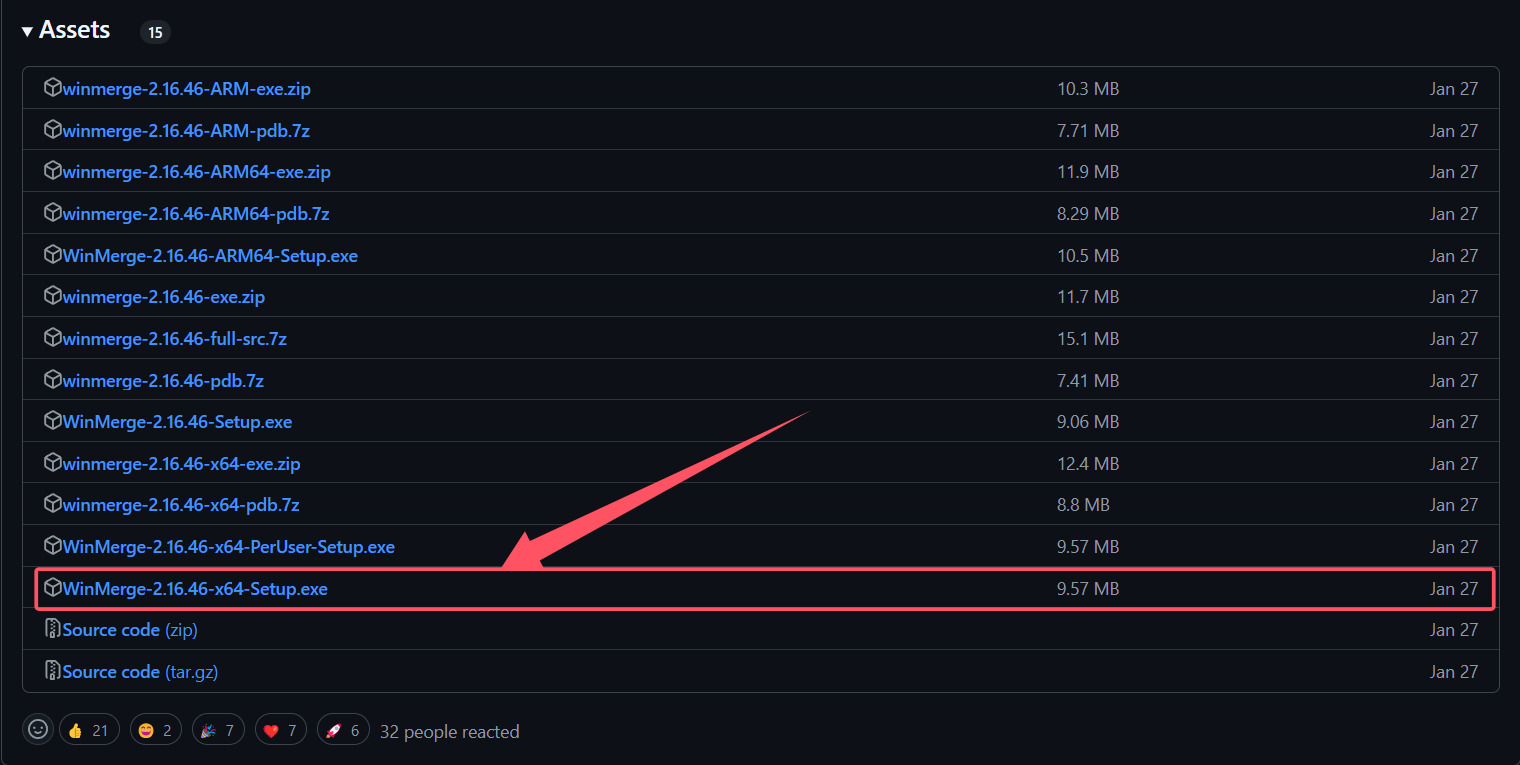 Assets 15
winmerge-2.16.46-ARM-exe.zip 10.3 MB Jan 27
winmerge-2.16.46-ARM-pdb.7z 7.71 MB Jan 27
winmerge-2.16.46-ARM64-exe.zip 11.9 MB Jan 27
winmerge-2.16.46-ARM64-pdb.7z 8.29 MB Jan 27
WinMerge-2.16.46-ARM64-Setup.exe 10.5 MB Jan 27
winmerge-2.16.46-exe.zip 11.7 MB Jan 27
winmerge-2.16.46-full-src.7z 15.1 MB Jan 27
winmerge-2.16.46-pdb.7z 7.41 MB Jan 27
WinMerge-2.16.46-Setup.exe 9.06 MB Jan 27
winmerge-2.16.46-x64-exe.zip 12.4 MB Jan 27
winmerge-2.16.46-x64-pdb.7z 8.8 MB Jan 27
WinMerge-2.16.46-x64-PerUser-Setup.exe 9.57 MB Jan 27
WinMerge-2.16.46-x64-Setup.exe 9.57 MB Jan 27
Source code (zip) Jan 27
Source code (tar.gz) Jan 27
21 2 7 7 6 32 people reacted